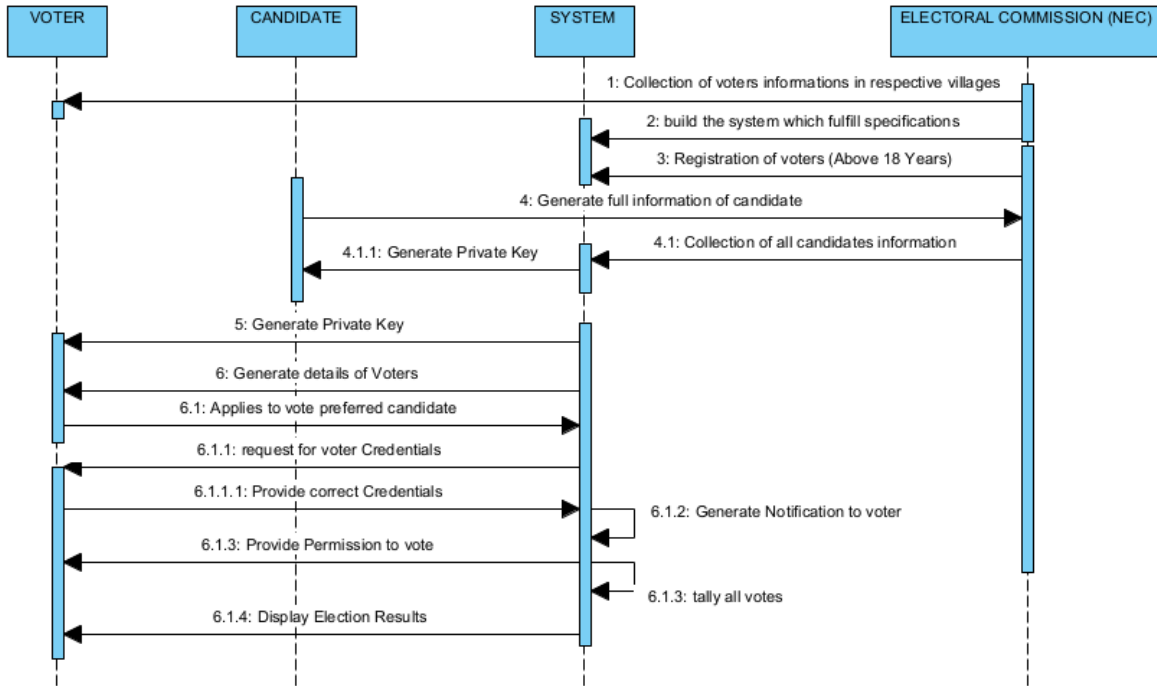 VOTER
CANDIDATE
SYSTEM
ELECTORAL COMMISSION (NEC)
1: Collection of voters informations in respective villages
2: build the system which fulfill specifications
3: Registration of voters (Above 18 Years)
4: Generate full information of candidate
4.1: Collection of all candidates information
4.1.1: Generate Private Key
5: Generate Private Key
6: Generate details of Voters
6.1: Applies to vote preferred candidate
6.1.1: request for voter Credentials
6.1.1.1: Provide correct Credentials
6.1.2: Generate Notification to voter
6.1.3: Provide Permission to vote
6.1.3: tally all votes
6.1.4: Display Election Results